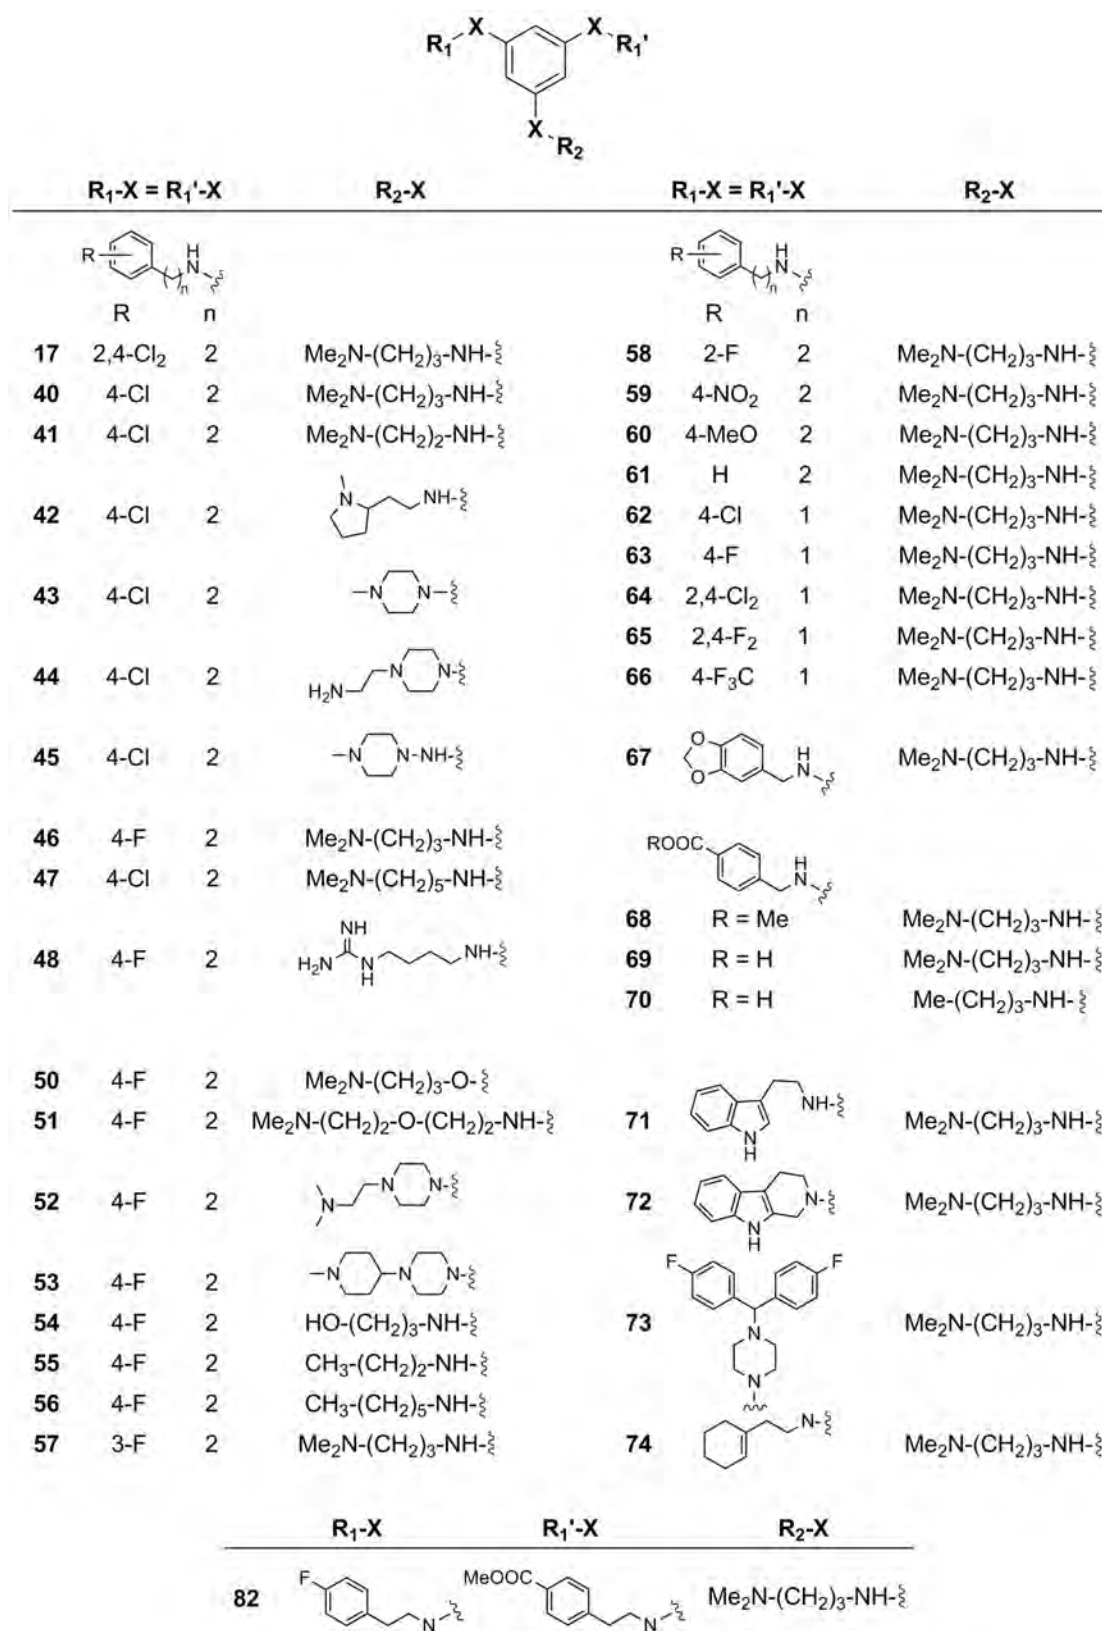 R1 X X R1'
X R2
R1-X = R1'-X R2-X R1-X = R1'-X R2-X
R H N n R H N n
R n R n
17 2,4-Cl2 2 Me2N-(CH2)3-NH- 58 2-F 2 Me2N-(CH2)3-NH-
40 4-Cl 2 Me2N-(CH2)3-NH- 59 4-NO2 2 Me2N-(CH2)3-NH-
41 4-Cl 2 Me2N-(CH2)2-NH- 60 4-MeO 2 Me2N-(CH2)3-NH-
61 H 2 Me2N-(CH2)3-NH-
42 4-Cl 2 N NH- 62 4-Cl 1 Me2N-(CH2)3-NH-
63 4-F 1 Me2N-(CH2)3-NH-
43 4-Cl 2 N N 64 2,4-Cl2 1 Me2N-(CH2)3-NH-
65 2,4-F2 1 Me2N-(CH2)3-NH-
44 4-Cl 2 H2N N N 66 4-F3C 1 Me2N-(CH2)3-NH-
45 4-Cl 2 N N-NH- 67 O O H N Me2N-(CH2)3-NH-
46 4-F 2 Me2N-(CH2)3-NH-
47 4-Cl 2 Me2N-(CH2)5-NH- ROOC H N
68 R = Me Me2N-(CH2)3-NH-
48 4-F 2 NH H2N N H NH- 69 R = H Me2N-(CH2)3-NH-
70 R = H Me-(CH2)3-NH-
50 4-F 2 Me2N-(CH2)3-O-
51 4-F 2 Me2N-(CH2)2-O-(CH2)2-NH- 71 N H NH- Me2N-(CH2)3-NH-
52 4-F 2 N N N 72 N H N Me2N-(CH2)3-NH-
53 4-F 2 N N N
54 4-F 2 HO-(CH2)3-NH- 73 F F N N Me2N-(CH2)3-NH-
55 4-F 2 CH3-(CH2)2-NH-
56 4-F 2 CH3-(CH2)5-NH-
57 3-F 2 Me2N-(CH2)3-NH- 74 N Me2N-(CH2)3-NH-
R1-X R1'-X R2-X
82 F N MeOOC N Me2N-(CH2)3-NH-